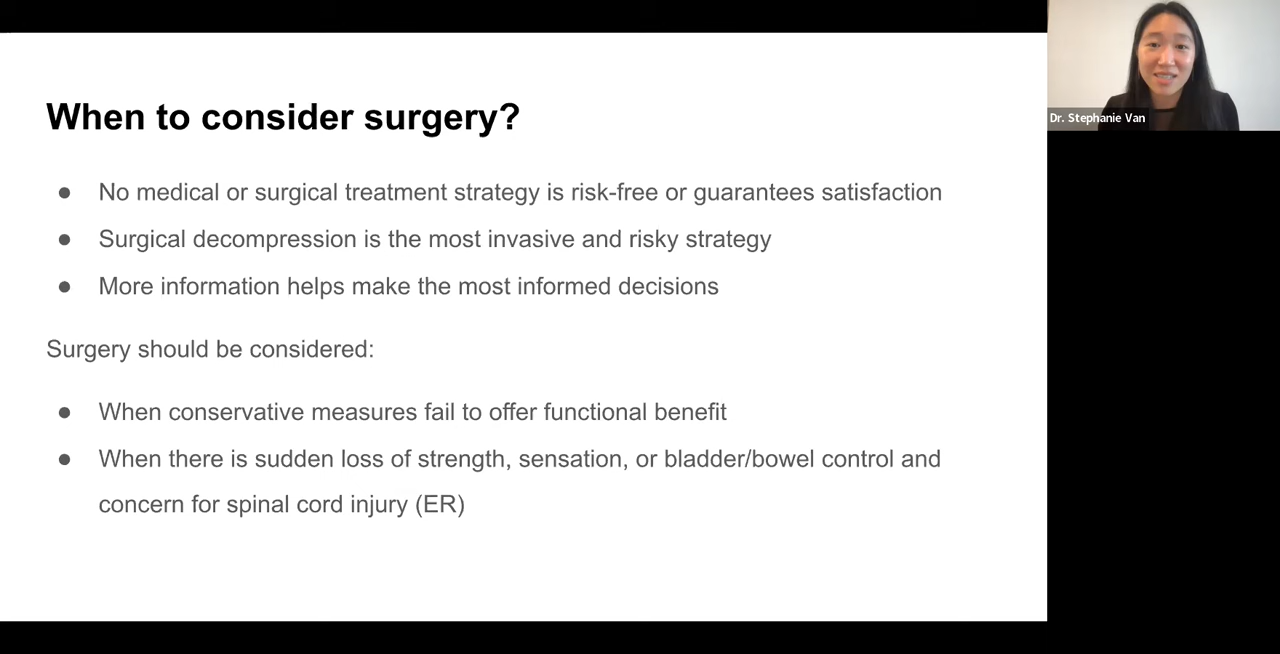 Dr. Stephanie Van
When to consider surgery?
● No medical or surgical treatment strategy is risk-free or guarantees satisfaction
● Surgical decompression is the most invasive and risky strategy
● More information helps make the most informed decisions
Surgery should be considered:
● When conservative measures fail to offer functional benefit
● When there is sudden loss of strength, sensation, or bladder/bowel control and
concern for spinal cord injury (ER)